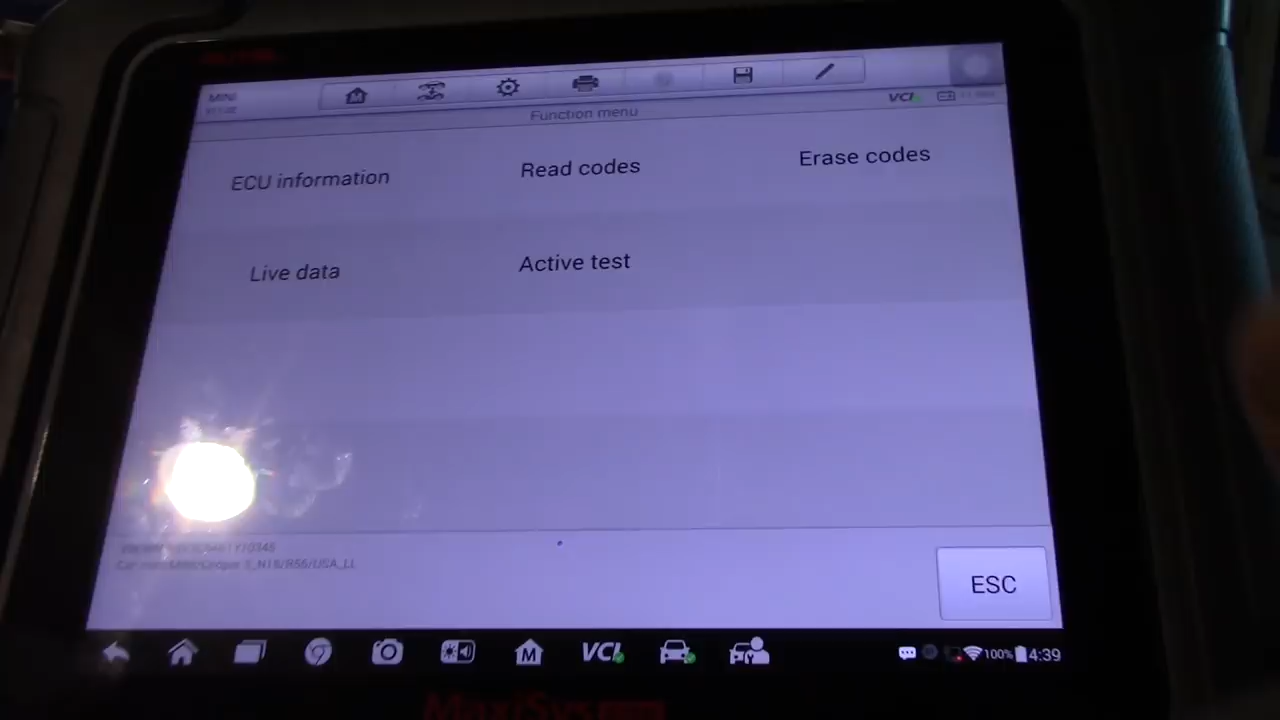 MINI
VCI
Function menu
ECU information
Read codes
Erase codes
Live data
Active test
ESC
M
VCI
100%
4:39
MaxiSys